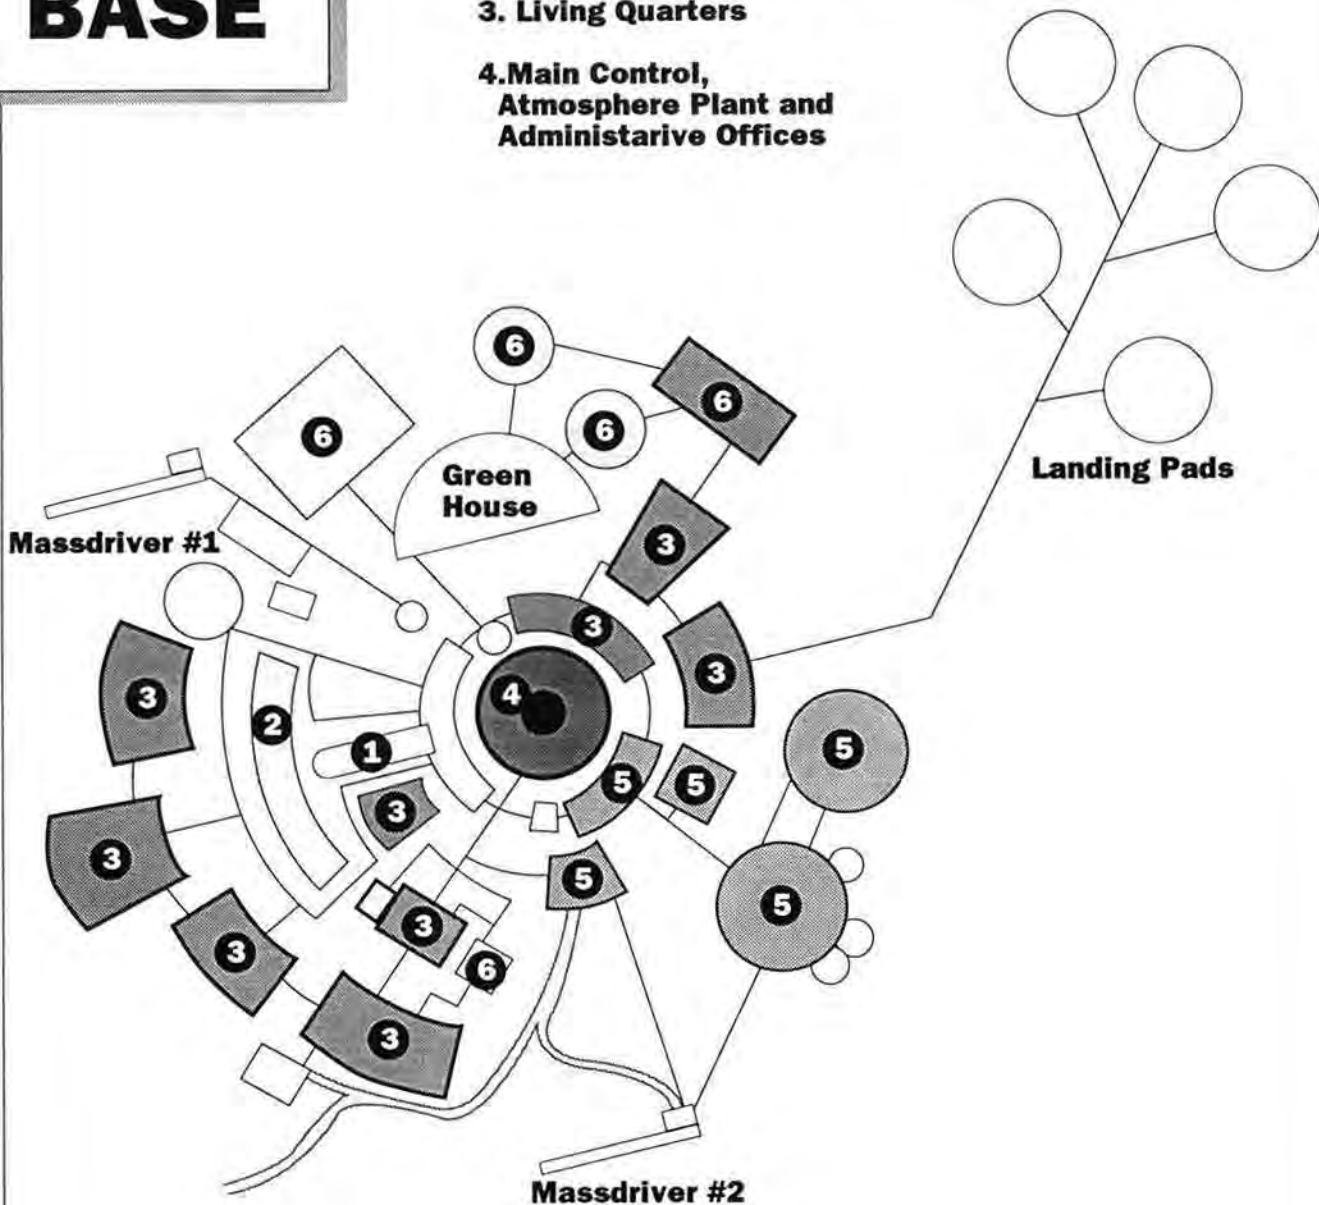 BASE
3. Living Quarters
4.Main Control,
Atmosphere Plant and
Administarive Offices
6
6
6
6
Green
House
Landing Pads
Massdriver #1
3
3
3
3
4
2
1
5
5
5
3
3
5
3
5
3
6
3
Massdriver #2